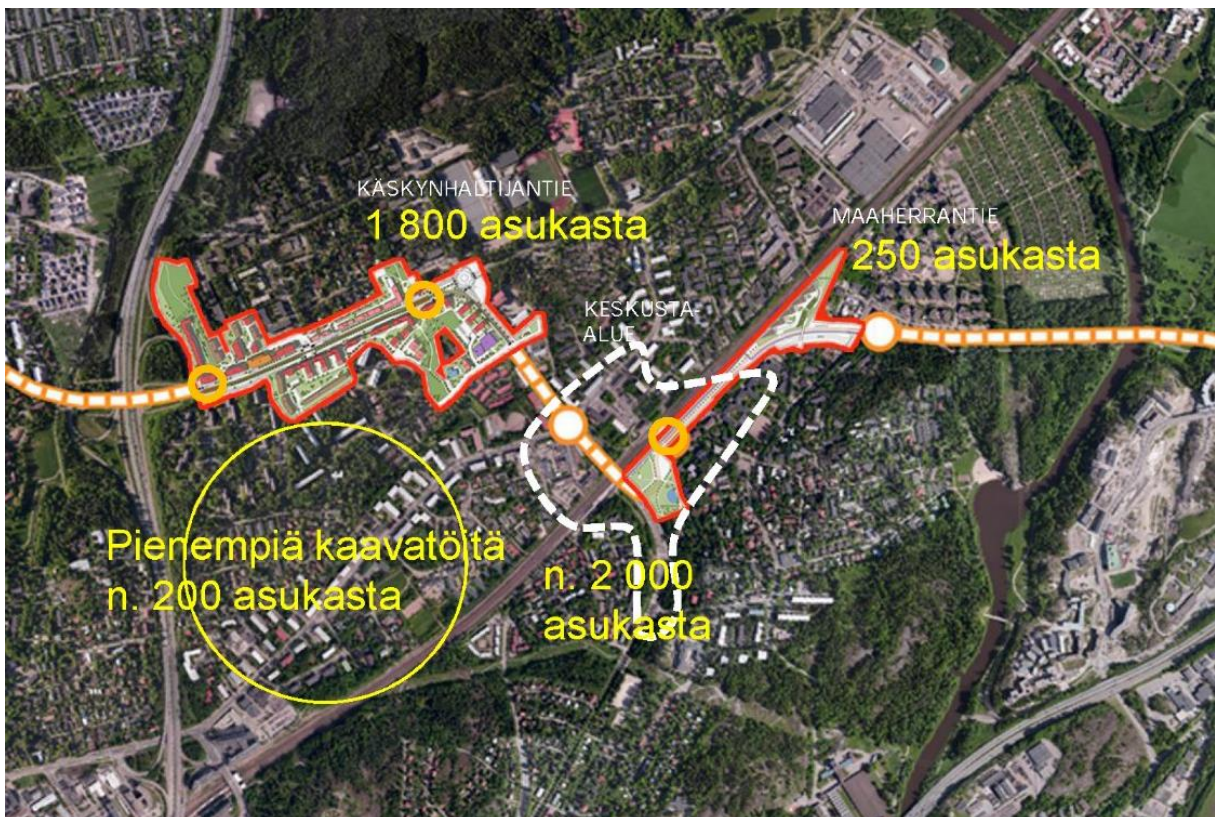 KÄSKYNHALTIJANTIE
1 800 asukasta
MAAHERRANTIE
250 asukasta
KESKUSTA-
ALUE
Pienempiä kaavatöitä
n. 200 asukasta
n. 2 000
asukasta